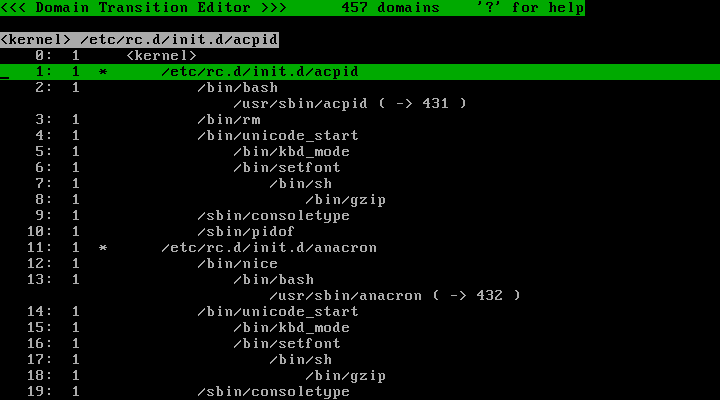 <<< Domain Transition Editor >>>      457 domains    '?' for help
<kernel> /etc/rc.d/init.d/acpid
0:  1     <kernel>
1:  1  *      /etc/rc.d/init.d/acpid
2:  1             /bin/bash
/usr/sbin/acpid ( -> 431 )
3:  1             /bin/rm
4:  1             /bin/unicode_start
5:  1                 /bin/kbd_mode
6:  1                 /bin/setfont
7:  1                     /bin/sh
8:  1                         /bin/gzip
9:  1             /sbin/consoletype
10:  1             /sbin/pidof
11:  1  *      /etc/rc.d/init.d/anacron
12:  1             /bin/nice
13:  1                 /bin/bash
/usr/sbin/anacron ( -> 432 )
14:  1             /bin/unicode_start
15:  1                 /bin/kbd_mode
16:  1                 /bin/setfont
17:  1                     /bin/sh
18:  1                         /bin/gzip
19:  1             /sbin/consoletype